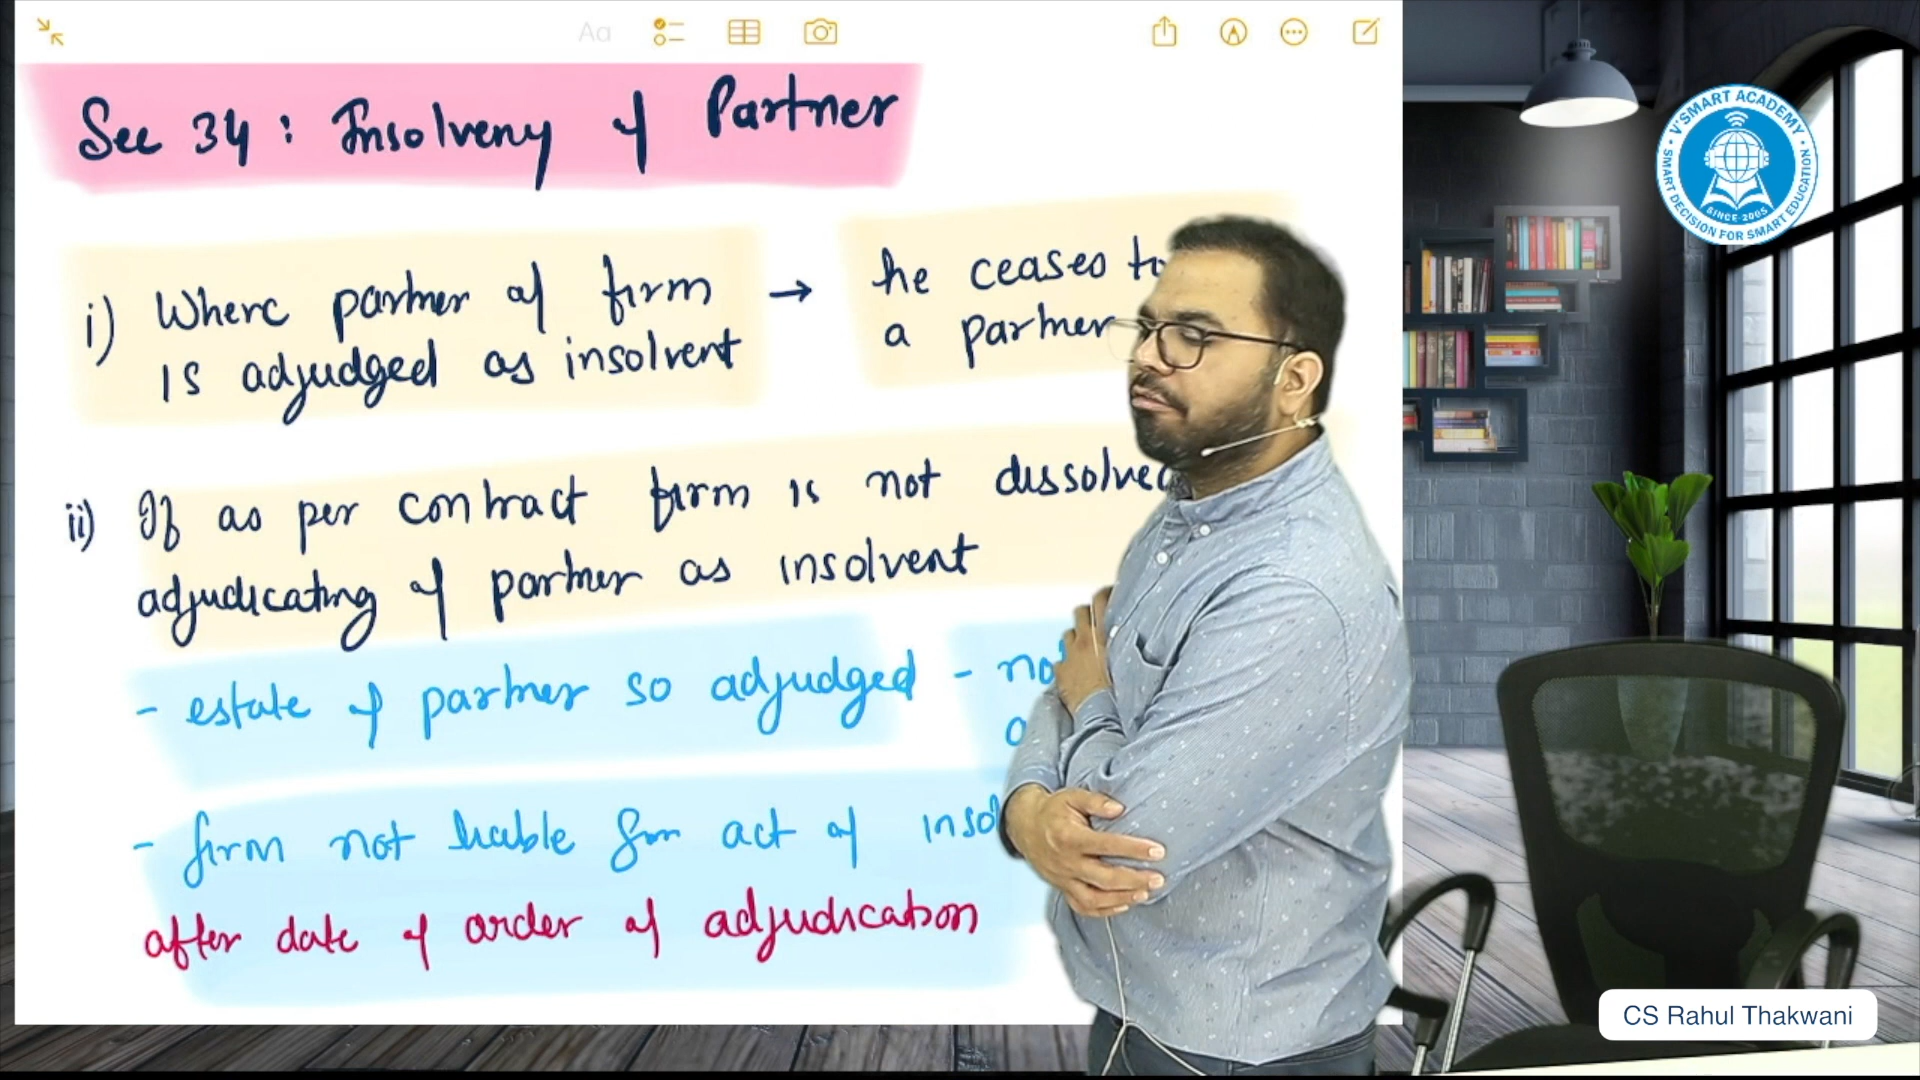 Aa
Sec 34 : Insolveny of Partner
i) Where partner of firm → he ceases to
is adjudged as insolvent a partner
ii) If as per contract firm is not dissolved
adjudicating of partner as insolvent
- estate of partner so adjudged - not
- firm not liable for act of insol
after date of order of adjudication
V'SMART ACADEMY
SINCE-2005
SMART DECISION FOR SMART EDUCATION
CS Rahul Thakwani